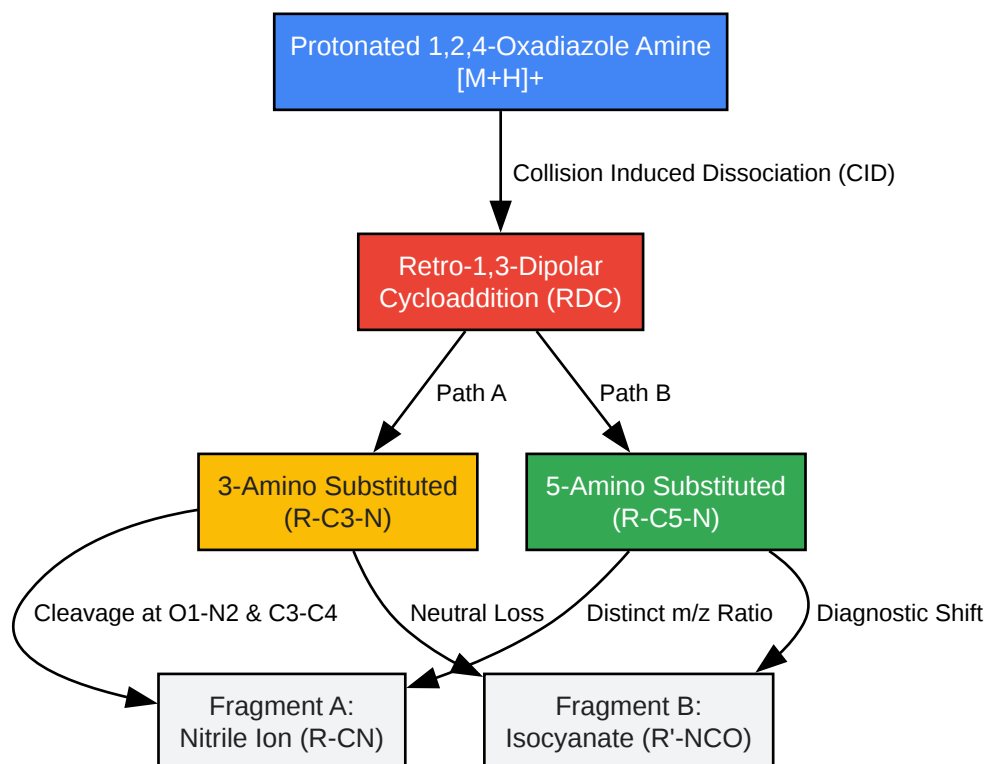 Protonated 1,2,4-Oxadiazole Amine
[M+H]+
Collision Induced Dissociation (CID)
Retro-1,3-Dipolar
Cycloaddition (RDC)
Path A
Path B
3-Amino Substituted
(R-C3-N)
5-Amino Substituted
(R-C5-N)
Cleavage at O1-N2 & C3-C4
Neutral Loss
Distinct m/z Ratio
Diagnostic Shift
Fragment A:
Nitrile Ion (R-CN)
Fragment B:
Isocyanate (R'-NCO)